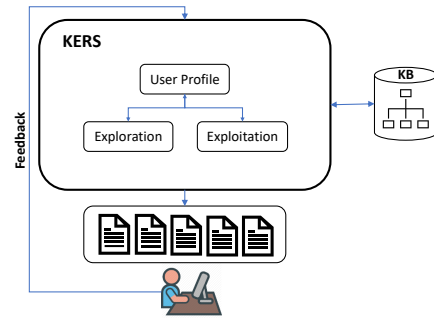 KERS
KB
User Profile
Exploration
Exploitation
Feedback